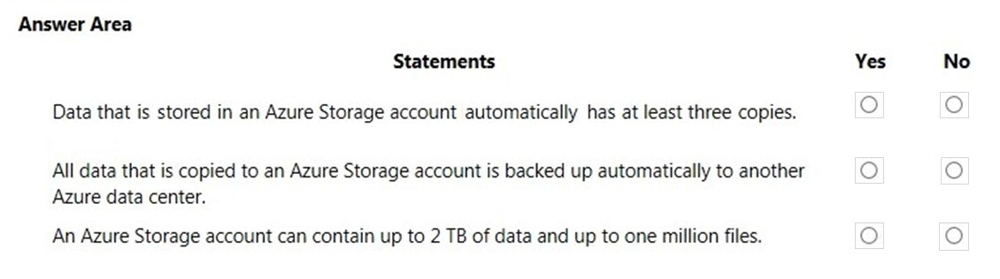 Answer Area
Statements Yes No
Data that is stored in an Azure Storage account automatically has at least three copies.
All data that is copied to an Azure Storage account is backed up automatically to another
Azure data center.
An Azure Storage account can contain up to 2 TB of data and up to one million files.